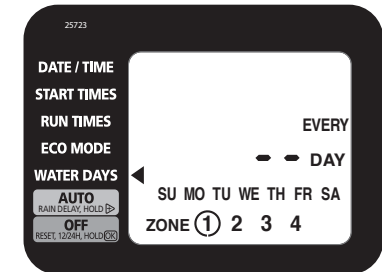 25723
DATE / TIME
START TIMES
RUN TIMES
ECO MODE
WATER DAYS
AUTO
RAIN DELAY, HOLD
OFF
RESET, 12/24H, HOLD OK
EVERY
-- DAY
SU MO TU WE TH FR SA
ZONE 1 2 3 4